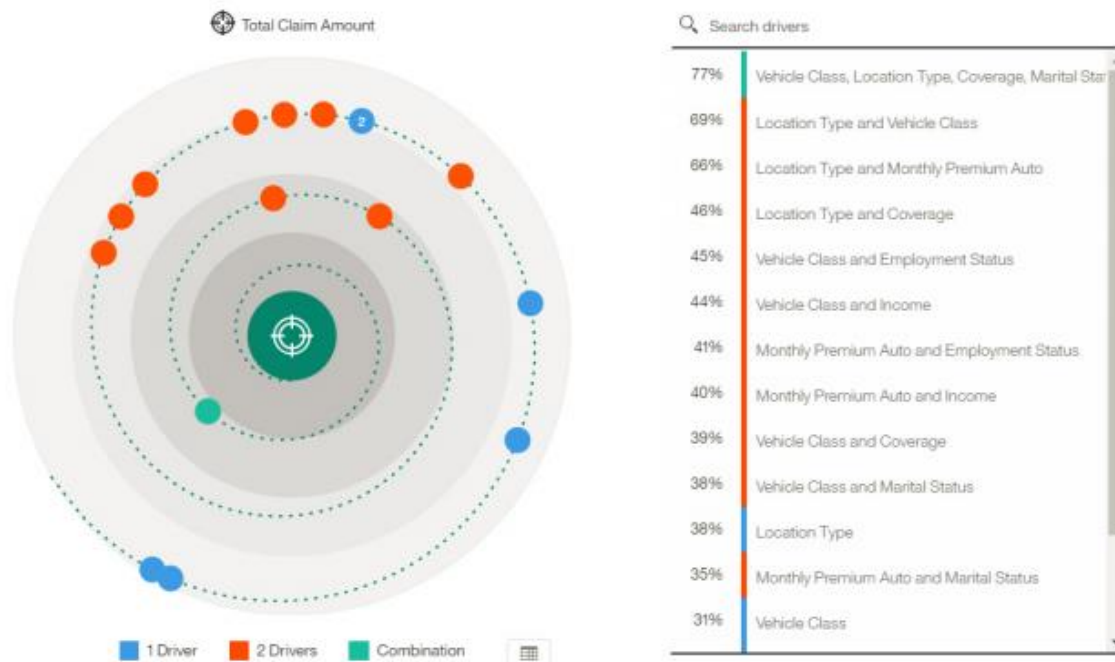 Total Claim Amount
2
1 Driver
2 Drivers
Combination
Search drivers
77% Vehicle Class, Location Type, Coverage, Marital
69% Location Type and Vehicle Class
66% Location Type and Monthly Premium Auto
46% Location Type and Coverage
45% Vehicle Class and Employment Status
44% Vehicle Class and Income
41% Monthly Premium Auto and Employment Status
40% Monthly Premium Auto and Income
39% Vehicle Class and Coverage
38% Vehicle Class and Marital Status
38% Location Type
35% Monthly Premium Auto and Marital Status
31% Vehicle Class